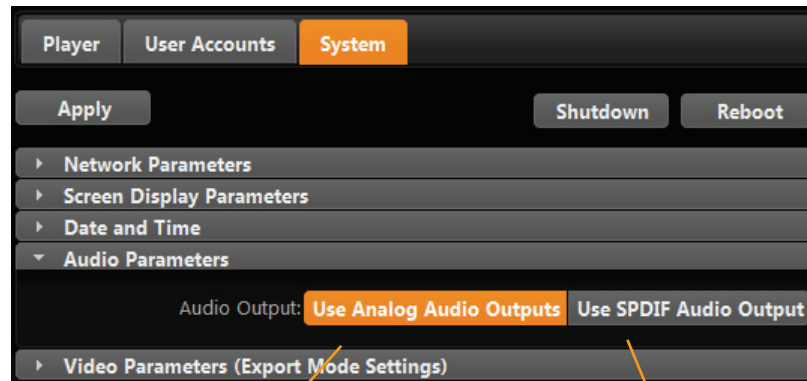 Player User Accounts System
Apply Shutdown Reboot
Network Parameters
Screen Display Parameters
Date and Time
Audio Parameters
Audio Output: Use Analog Audio Outputs Use SPDIF Audio Output
Video Parameters (Export Mode Settings)